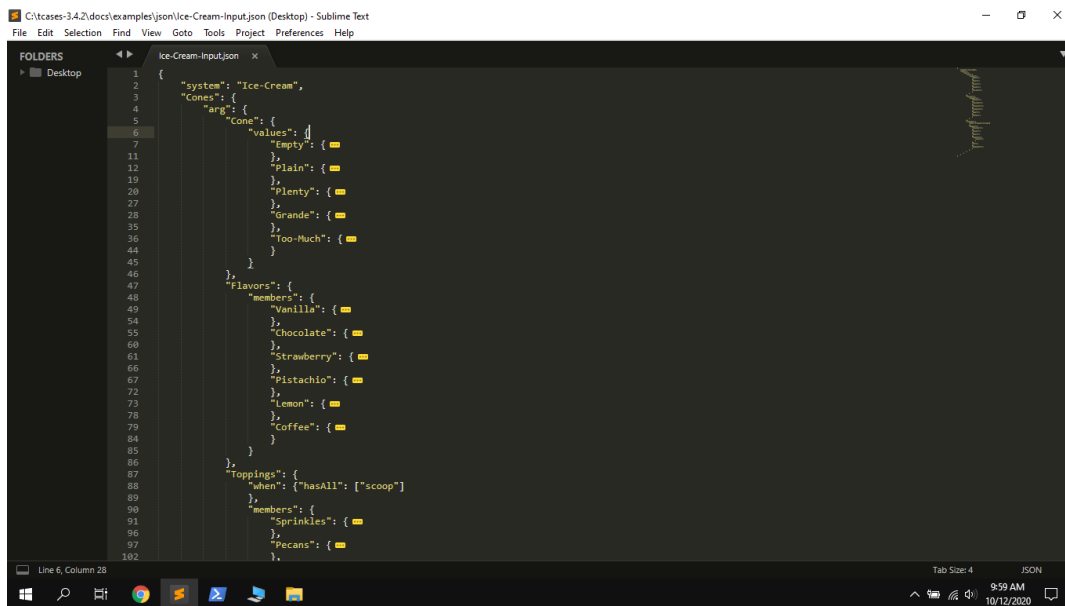 C:\tcases-3.4.2\docs\examples\json\Ice-Cream-Input.json (Desktop) - Sublime Text
File Edit Selection Find View Goto Tools Project Preferences Help
FOLDERS
Desktop
Ice-Cream-Input.json
1 {
2 "system": "Ice-Cream",
3 "Cones": {
4 "arg": {
5 "Cone": {
6 "values": {
7 "Empty": {
11 },
12 "Plain": {
19 },
20 "Plenty": {
27 },
28 "Grande": {
35 },
36 "Too-Much": {
44 }
45 }
46 },
47 "Flavors": {
48 "members": {
49 "Vanilla": {
54 },
55 "Chocolate": {
60 },
61 "Strawberry": {
66 },
67 "Pistachio": {
72 },
73 "Lemon": {
78 },
79 "Coffee": {
84 }
85 }
86 },
87 "Toppings": {
88 "when": {"hasAll": ["scoop"]
89 },
90 "members": {
91 "Sprinkles": {
96 },
97 "Pecans": {
102 },
Line 6, Column 28
Tab Size: 4
JSON
9:59 AM
10/12/2020